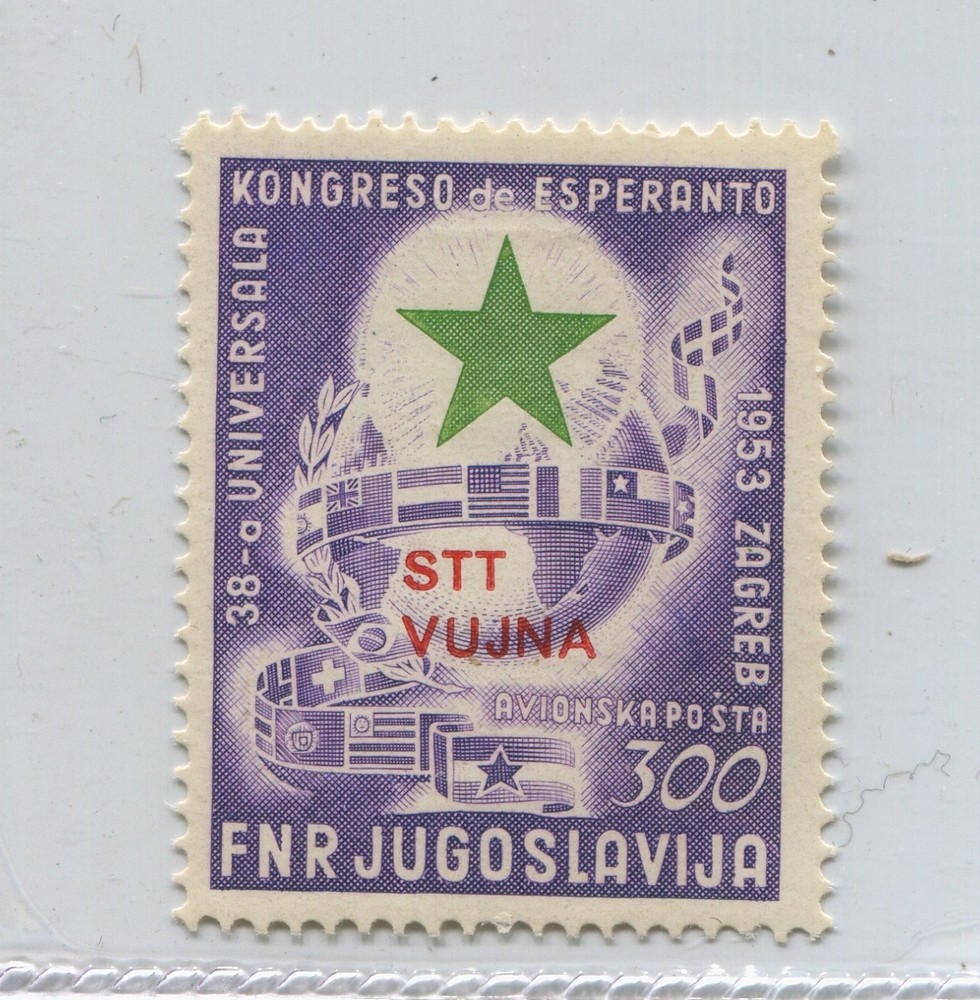 KONGRESO de ESPERANTO
38-o UNIVERSALA
1953 ZAGREB
STT
VUJNA
AVIONSKA POŠTA
300
FNR JUGOSLAVIJA